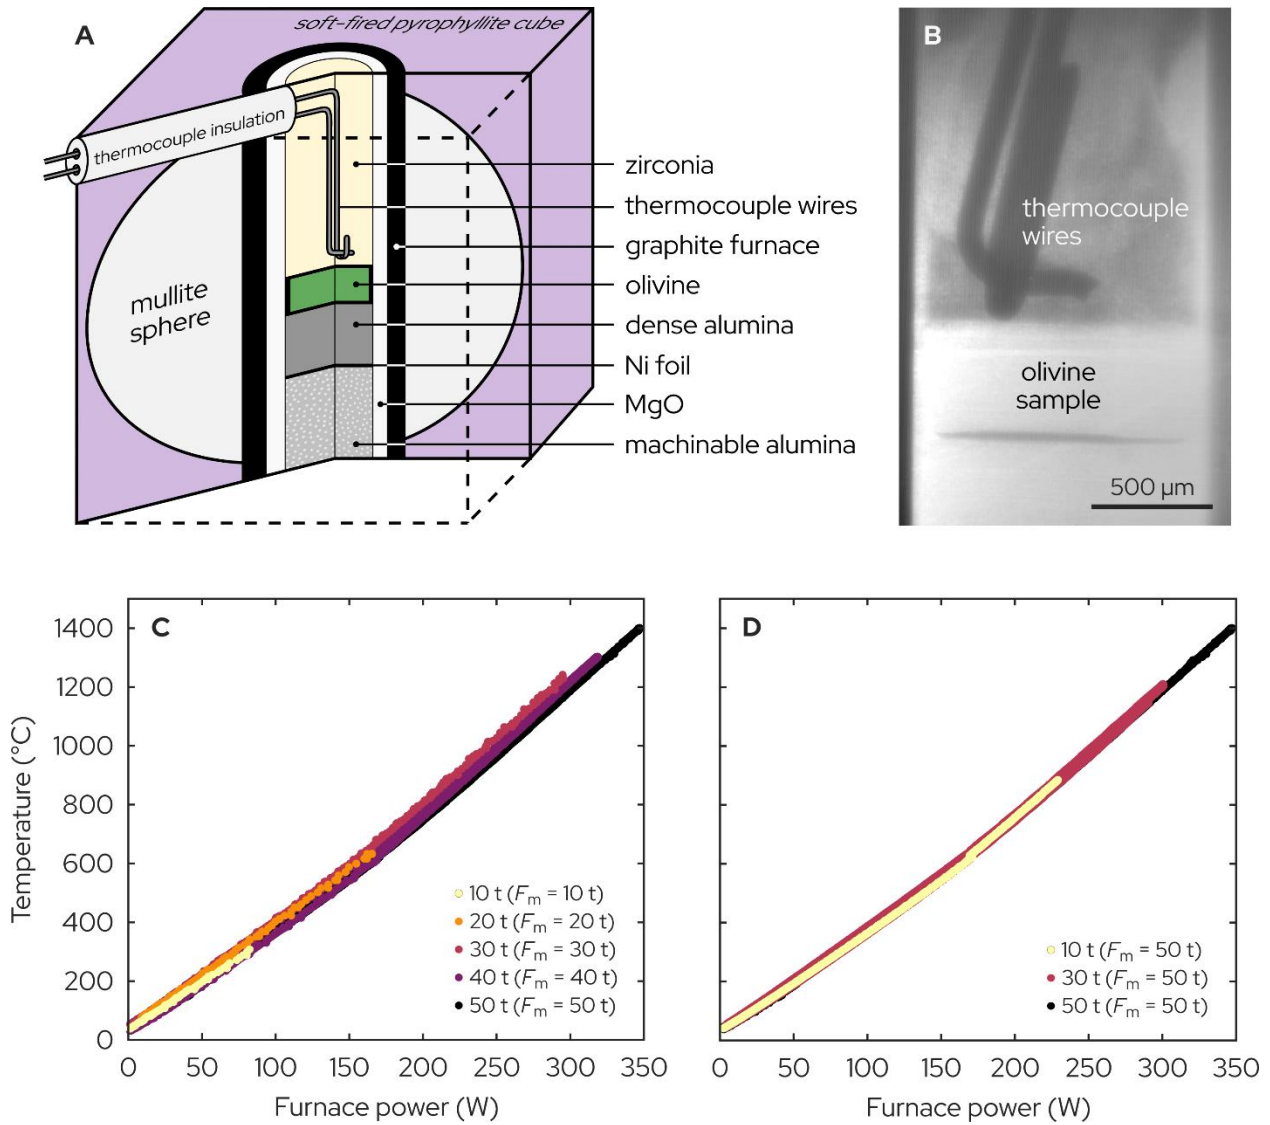 A
soft-fired pyrophyllite cube
thermocouple insulation
mullite
sphere
zirconia
thermocouple wires
graphite furnace
olivine
dense alumina
Ni foil
MgO
machinable alumina
B
thermocouple
wires
olivine
sample
500 µm
C
Temperature (°C)
1400
1200
1000
800
600
400
200
0
10 t (Fm = 10 t)
20 t (Fm = 20 t)
30 t (Fm = 30 t)
40 t (Fm = 40 t)
50 t (Fm = 50 t)
0 50 100 150 200 250 300 350
Furnace power (W)
D
10 t (Fm = 50 t)
30 t (Fm = 50 t)
50 t (Fm = 50 t)
0 50 100 150 200 250 300 350
Furnace power (W)